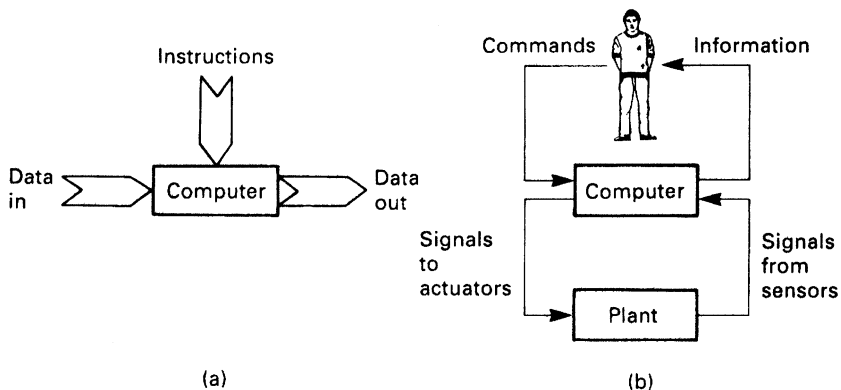 Instructions
Data
in
Computer
Data
out
(a)
Commands
Information
Computer
Signals
to
actuators
Signals
from
sensors
Plant
(b)